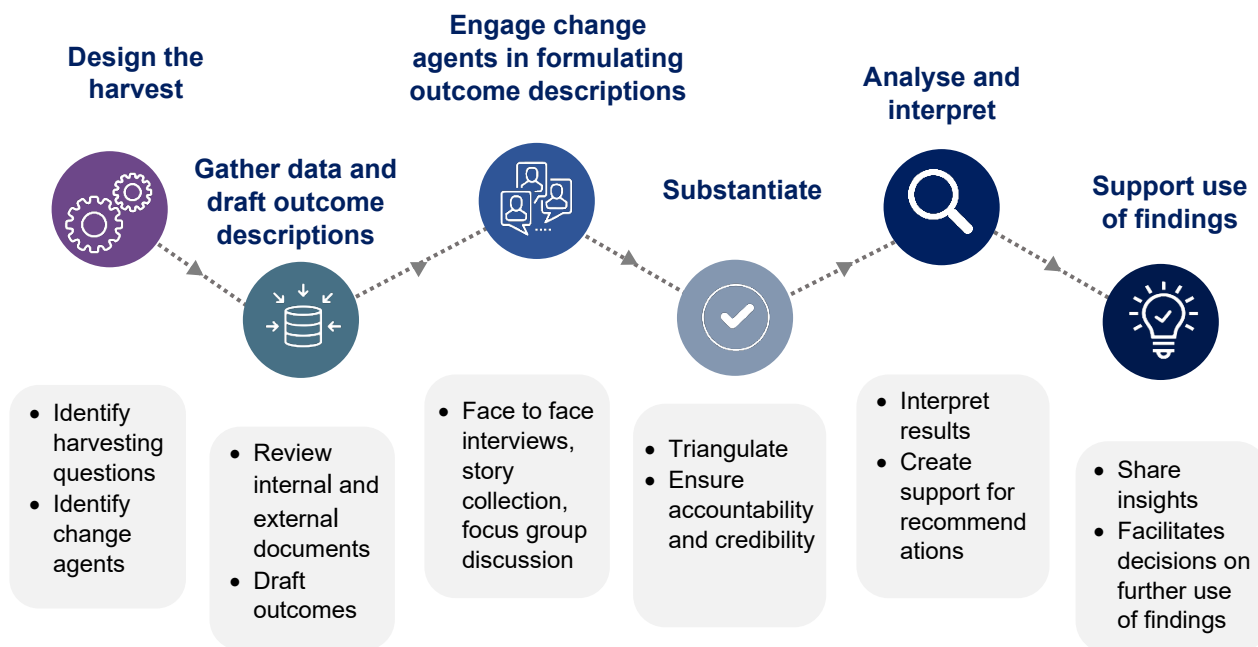 Design the
harvest
Gather data and
draft outcome
descriptions
Engage change
agents in formulating
outcome descriptions
Substantiate
Analyse and
interpret
Support use
of findings
• Identify
harvesting
questions
• Identify
change
agents
• Review
internal and
external
documents
• Draft
outcomes
• Face to face
interviews,
story
collection,
focus group
discussion
• Triangulate
• Ensure
accountability
and credibility
• Interpret
results
• Create
support for
recommend
ations
• Share
insights
• Facilitates
decisions on
further use
of findings